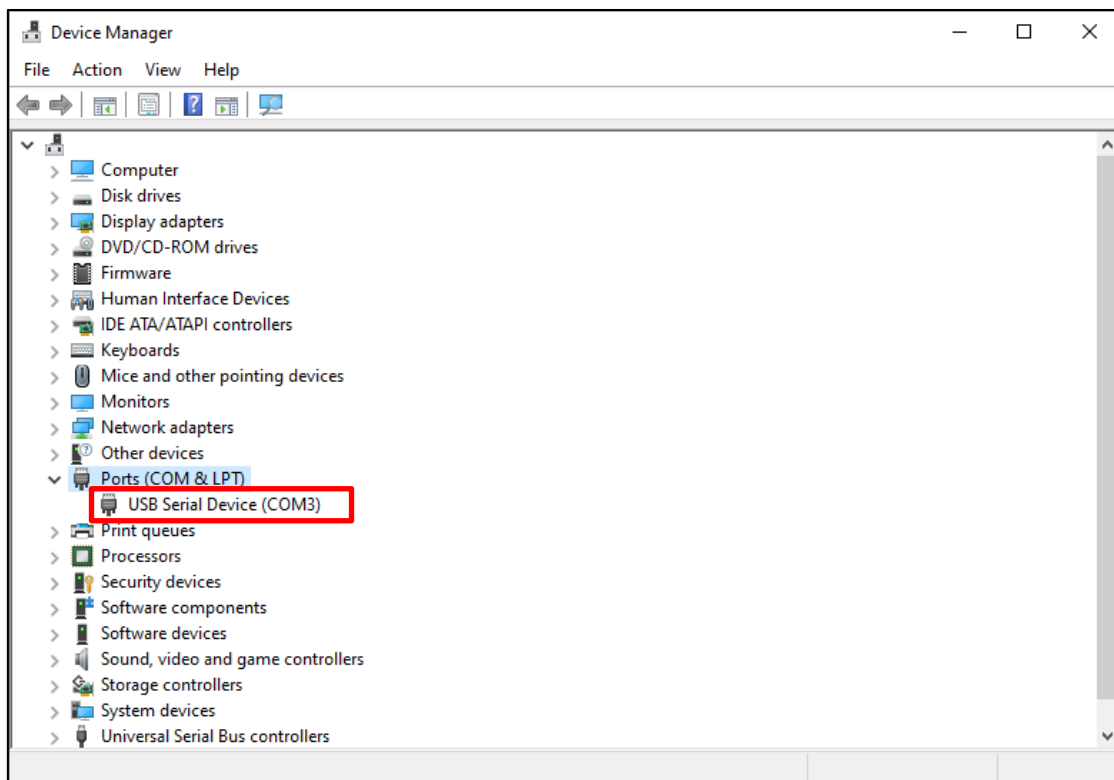 Device Manager
File Action View Help
Computer
Disk drives
Display adapters
DVD/CD-ROM drives
Firmware
Human Interface Devices
IDE ATA/ATAPI controllers
Keyboards
Mice and other pointing devices
Monitors
Network adapters
Other devices
Ports (COM & LPT)
USB Serial Device (COM3)
Print queues
Processors
Security devices
Software components
Software devices
Sound, video and game controllers
Storage controllers
System devices
Universal Serial Bus controllers